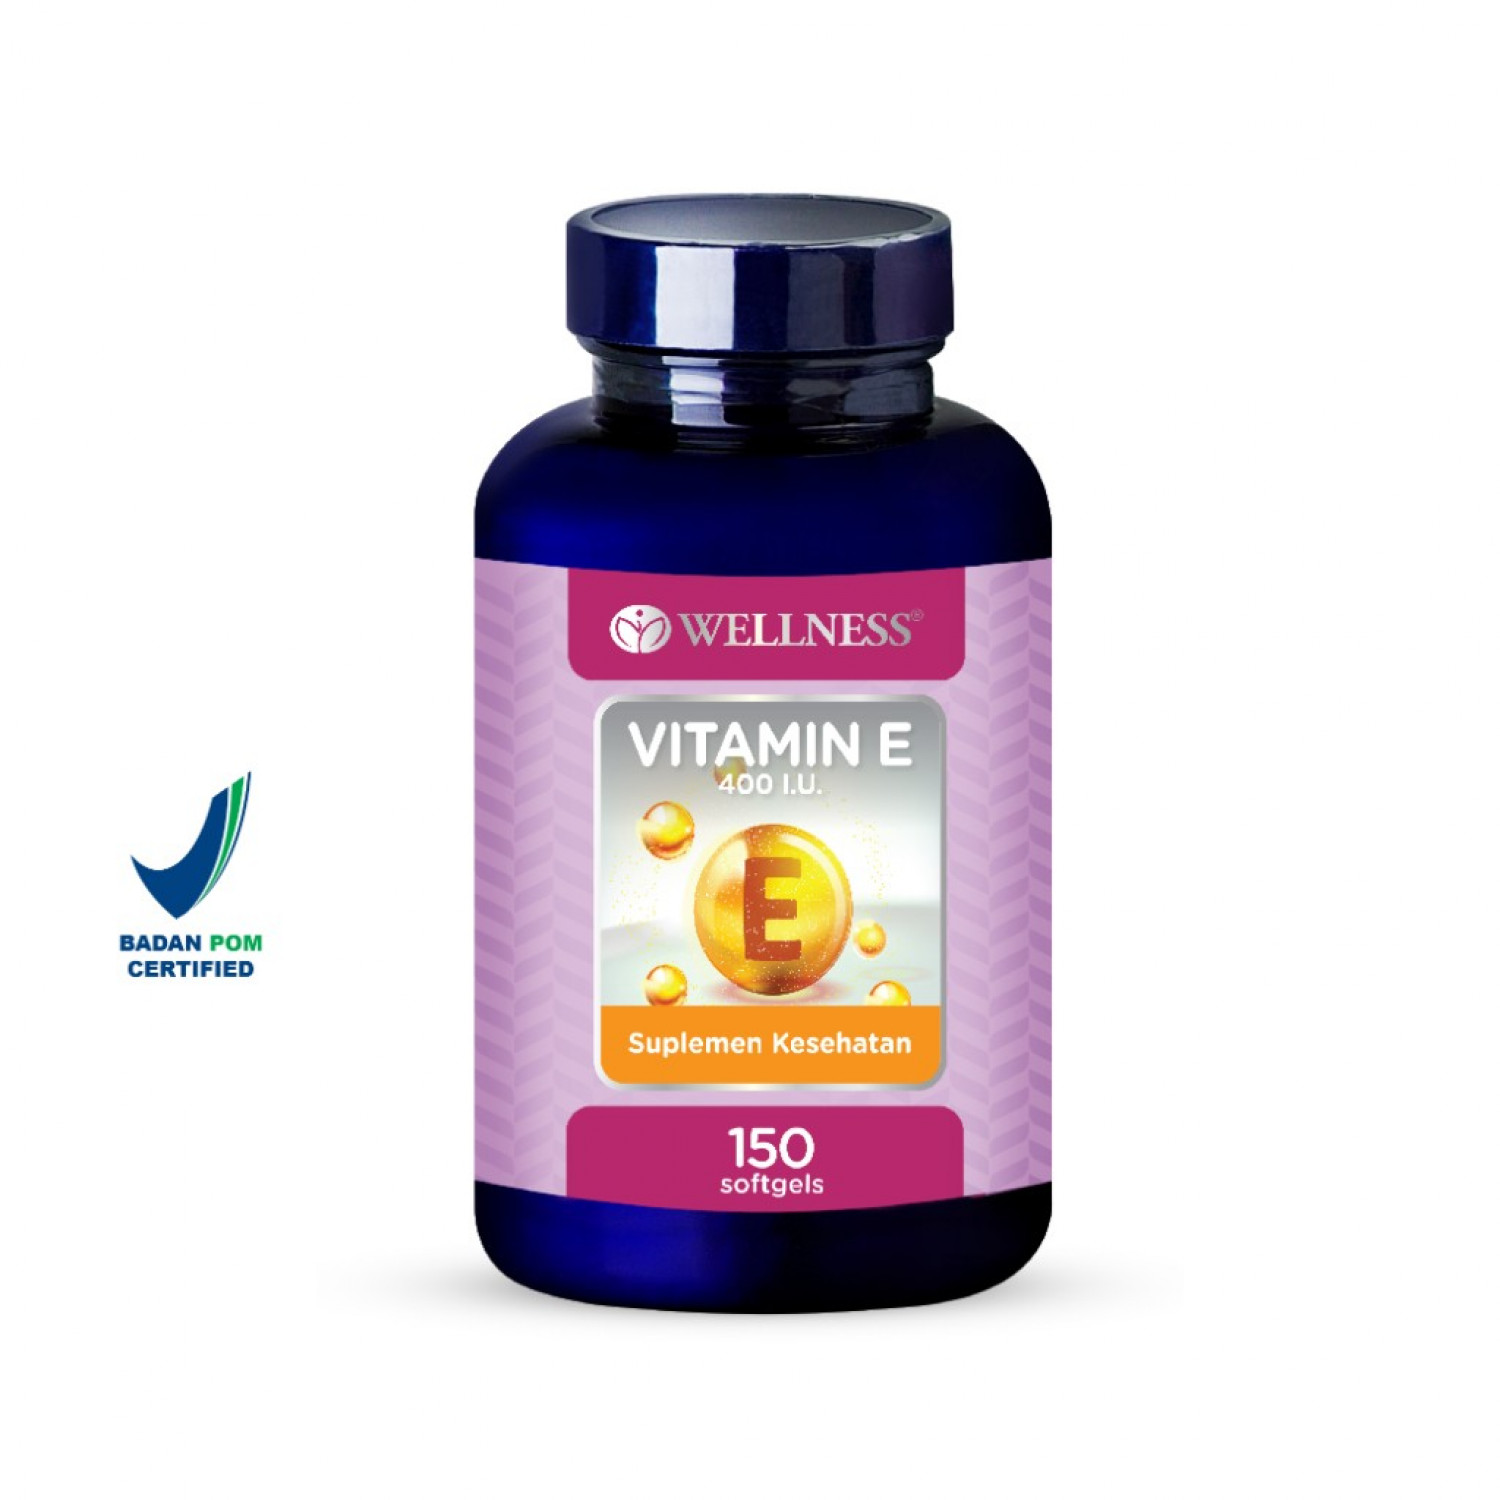 WELLNESS®
VITAMIN E
400 I.U.
E
Suplemen Kesehatan
150
softgels
BADAN POM
CERTIFIED